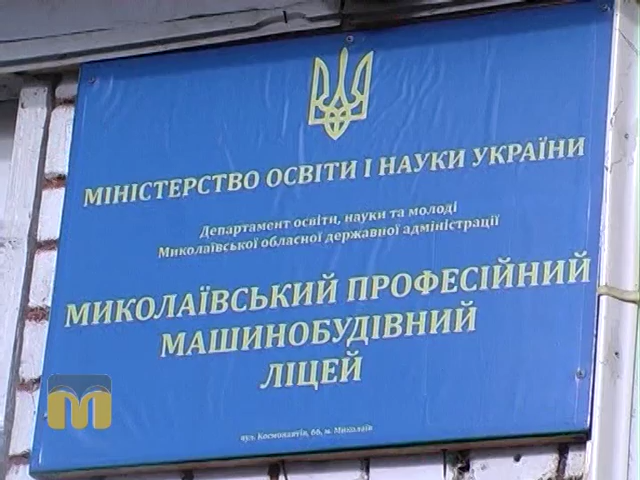 МІНІСТЕРСТВО ОСВІТИ І НАУКИ УКРАЇНИ
Департамент освіти, науки та молоді
Миколаївської обласної державної адміністрації
МИКОЛАЇВСЬКИЙ ПРОФЕСІЙНИЙ
МАШИНОБУДІВНИЙ
ЛІЦЕЙ
вул. Космонавтів, 66, м. Миколаїв
М